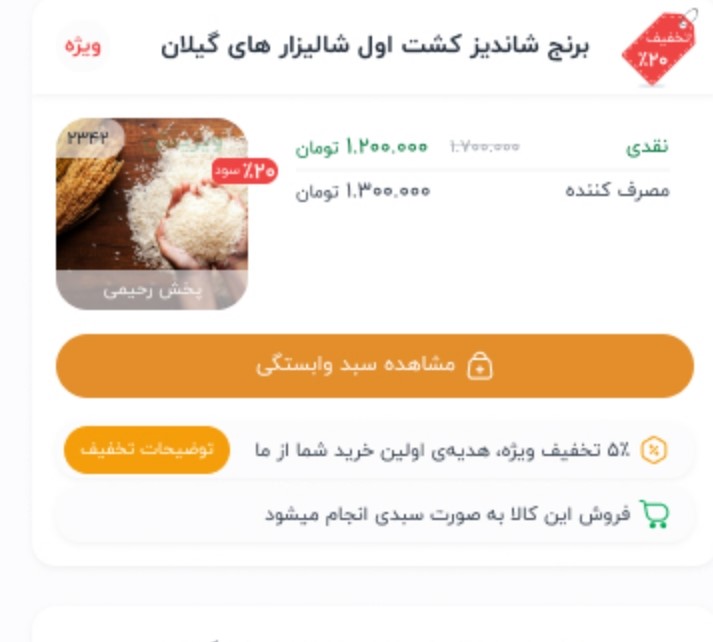 تخفیف
٪۲۰
برنج شاندیز کشت اول شالیزار های گیلان
ویژه
نقدی
۱.۷۰۰.۰۰۰
۱.۲۰۰.۰۰۰ تومان
مصرف کننده
۱.۳۰۰.۰۰۰ تومان
٪۲۰ سود
۲۳۴۲
پخش رحیمی
مشاهده سبد وابستگی
۵٪ تخفیف ویژه، هدیه‌ی اولین خرید شما از ما
توضیحات تخفیف
فروش این کالا به صورت سبدی انجام میشود